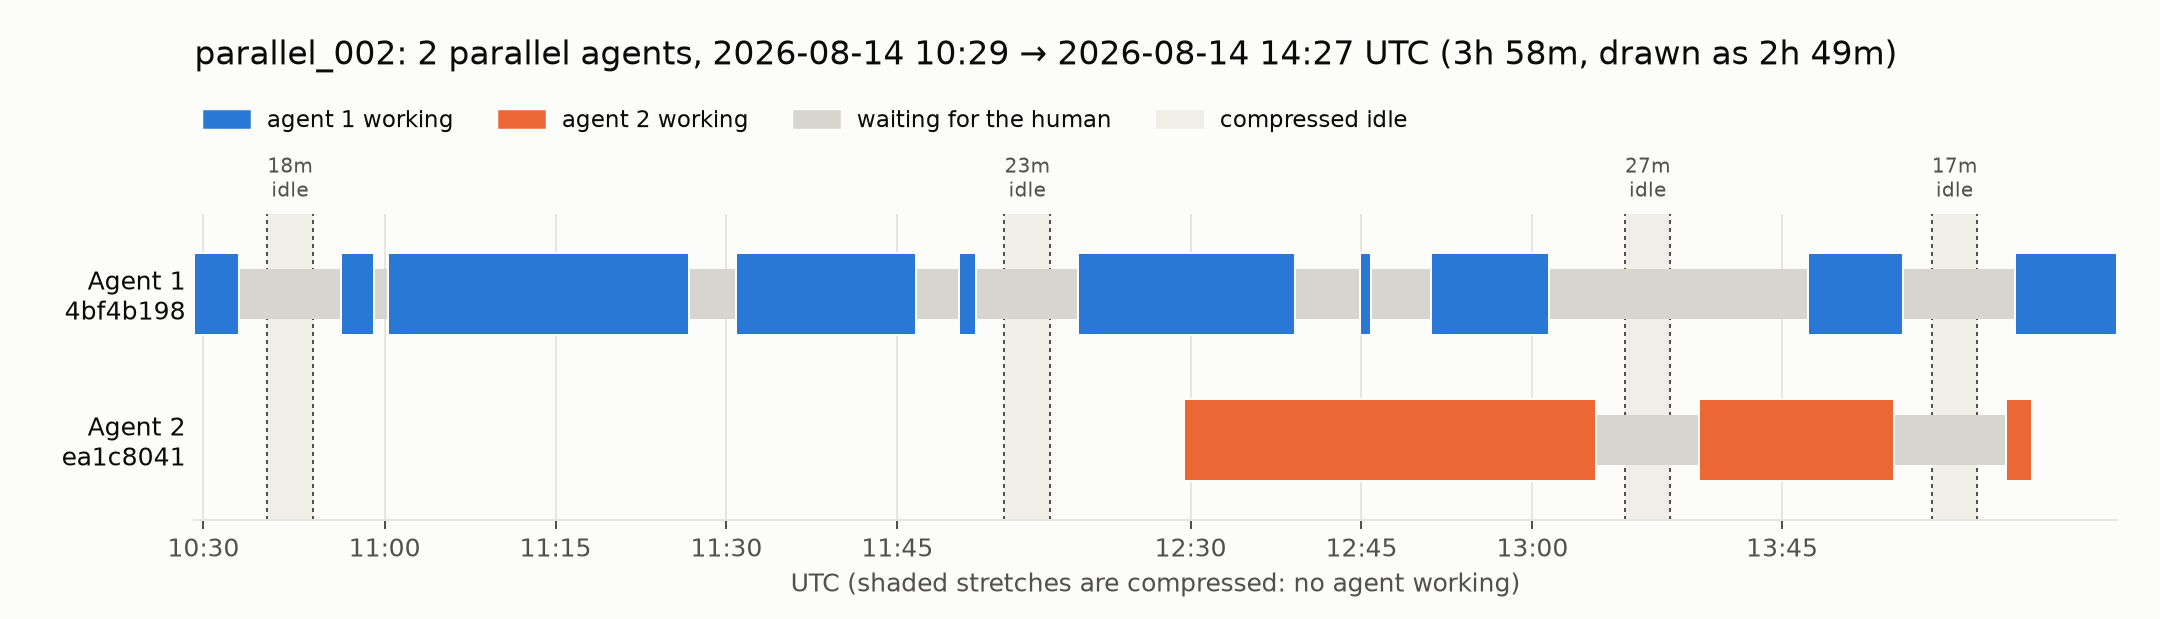 parallel_002: 2 parallel agents, 2026-08-14 10:29 → 2026-08-14 14:27 UTC (3h 58m, drawn as 2h 49m)
agent 1 working
agent 2 working
waiting for the human
compressed idle
18m
idle
23m
idle
27m
idle
17m
idle
Agent 1
4bf4b198
Agent 2
ea1c8041
10:30
11:00
11:15
11:30
11:45
12:30
12:45
13:00
13:45
UTC (shaded stretches are compressed: no agent working)